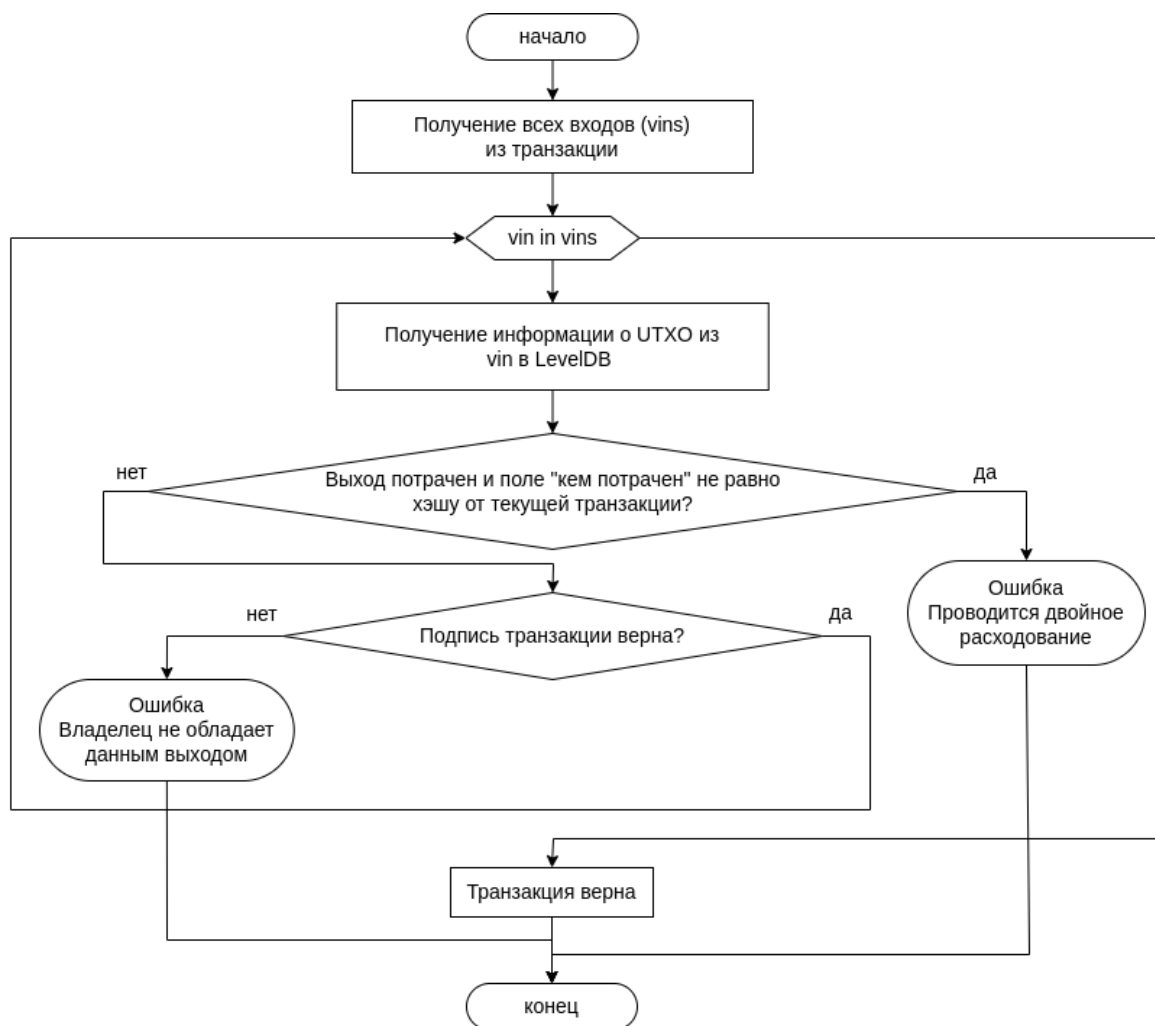 начало
Получение всех входов (vins)
из транзакции
vin in vins
Получение информации о UTXO из
vin в LevelDB
нет
да
Выход потрачен и поле "кем потрачен" не равно
хэшу от текущей транзакции?
Ошибка
Проводится двойное
расходование
нет
да
Подпись транзакции верна?
Ошибка
Владелец не обладает
данным выходом
Транзакция верна
конец